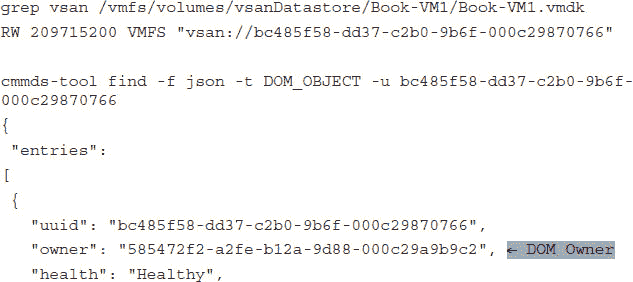 grep vsan /vmfs/volumes/vsanDatastore/Book-VM1/Book-VM1.vmdk
RW 209715200 VMFS "vsan://bc485f58-dd37-c2b0-9b6f-000c29870766"
cmmds-tool find -f json -t DOM_OBJECT -u bc485f58-dd37-c2b0-9b6f-
000c29870766
{
"entries":
[
{
"uuid": "bc485f58-dd37-c2b0-9b6f-000c29870766",
"owner": "585472f2-a2fe-b12a-9d88-000c29a9b9c2", ← DOM Owner
"health": "Healthy",